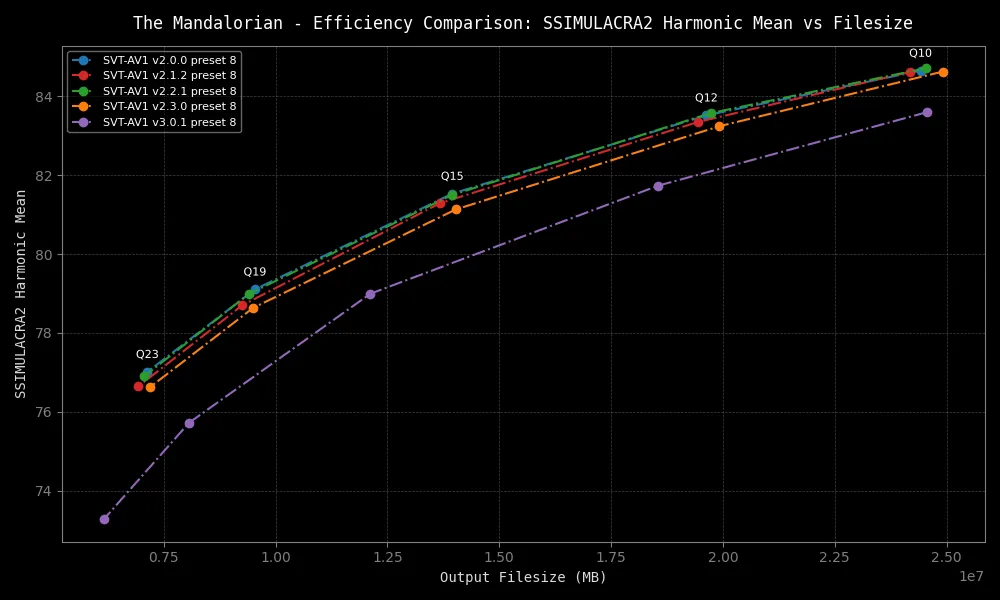 The Mandalorian - Efficiency Comparison: SSIMULACRA2 Harmonic Mean vs Filesize
SVT-AV1 v2.0.0 preset 8
SVT-AV1 v2.1.2 preset 8
SVT-AV1 v2.2.1 preset 8
SVT-AV1 v2.3.0 preset 8
SVT-AV1 v3.0.1 preset 8
Q10
Q12
Q15
Q19
Q23
SSIMULACRA2 Harmonic Mean
84
82
80
78
76
74
0.75
1.00
1.25
1.50
1.75
2.00
2.25
2.50
1e7
Output Filesize (MB)